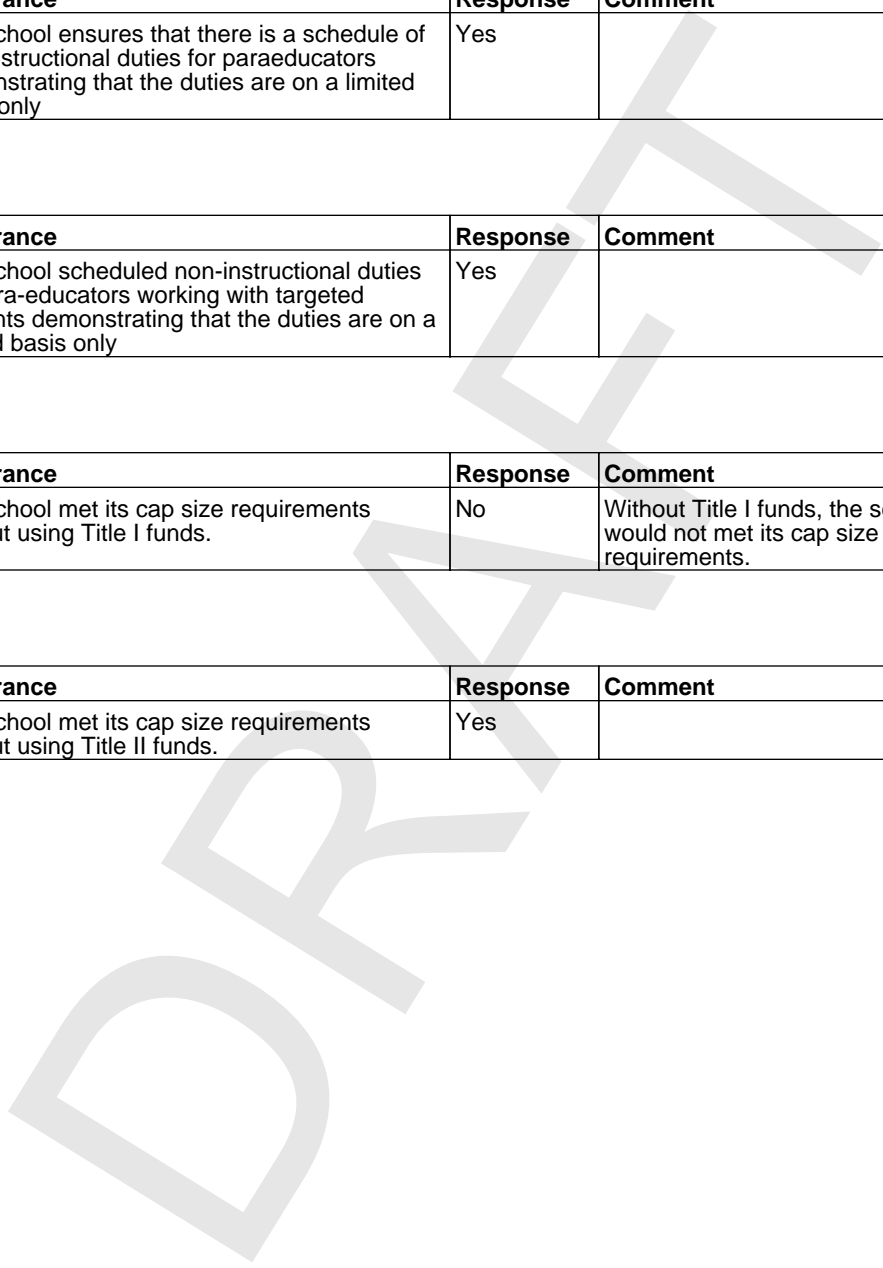 rance Response Comment
chool ensures that there is a schedule of Yes
structional duties for paraeducators
nstrating that the duties are on a limited
only
rance Response Comment
chool scheduled non-instructional duties Yes
ra-educators working with targeted
nts demonstrating that the duties are on a
d basis only
rance Response Comment
chool met its cap size requirements No Without Title I funds, the s
ut using Title I funds. would not met its cap size
requirements.
rance Response Comment
chool met its cap size requirements Yes
ut using Title II funds.
DRAFT